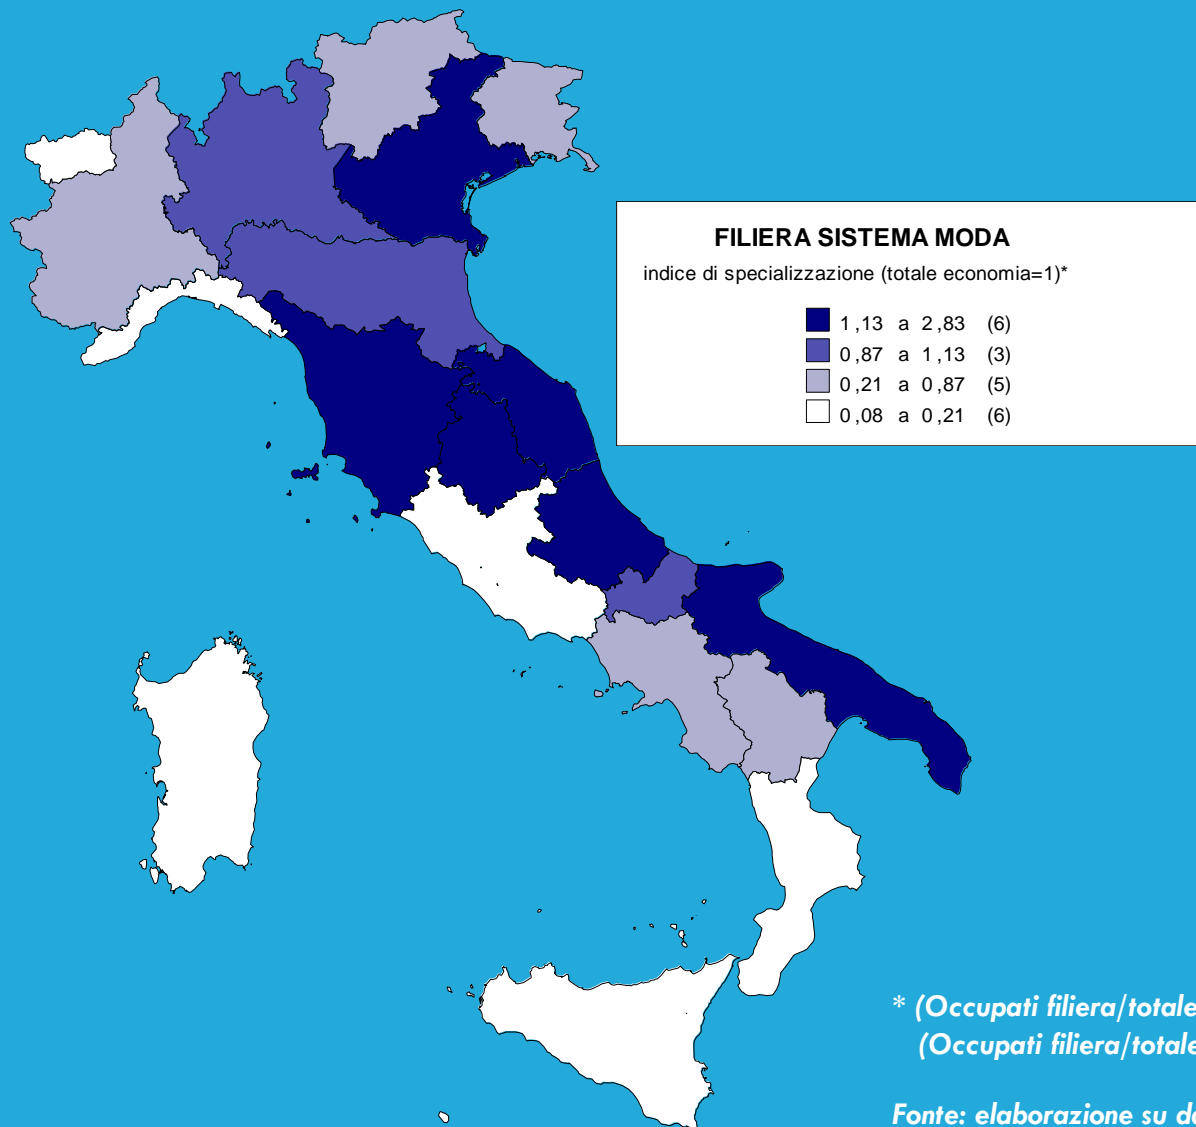 FILIERA SISTEMA MODA
indice di specializzazione (totale economia=1)*
1,13 a 2,83 (6)
0,87 a 1,13 (3)
0,21 a 0,87 (5)
0,08 a 0,21 (6)
* (Occupati filiera/totale
(Occupati filiera/totale
Fonte: elaborazione su